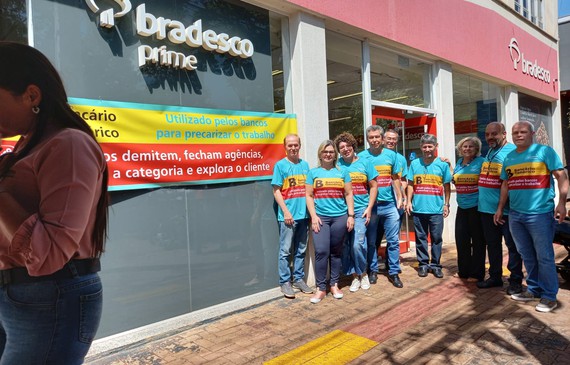 bradesco
prime
bradesco
cário
rico
Utilizado pelos bancos
para precarizar o trabalho
os demitem, fecham agências,
a categoria e explora o cliente